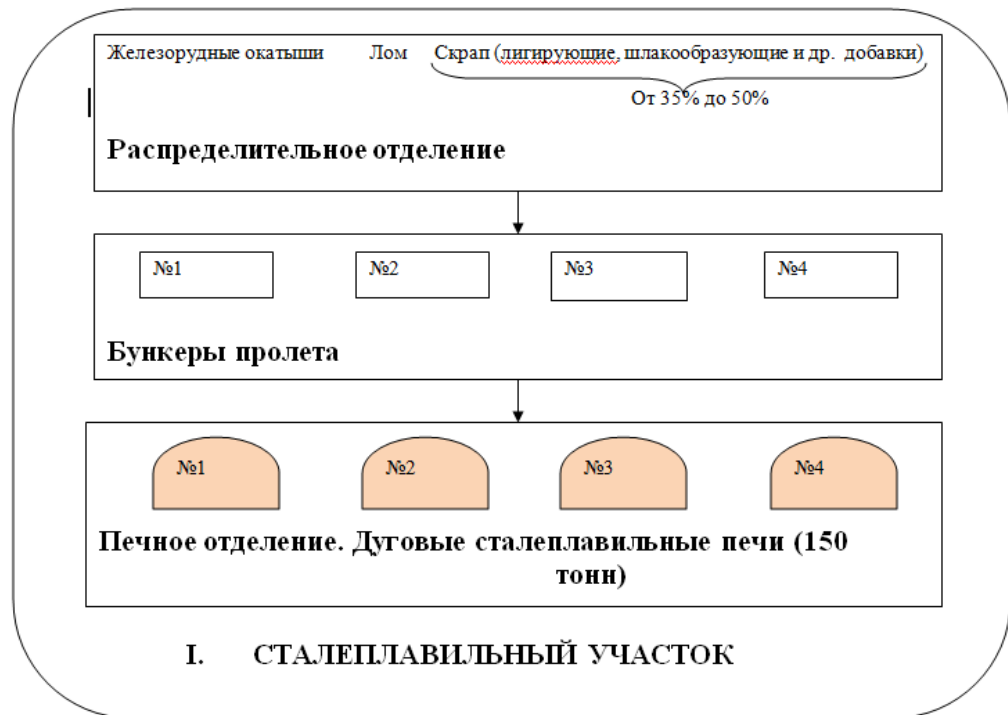 Железорудные окатыши Лом Скрап (лигирующие, шлакообразующие и др. добавки)
От 35% до 50%
Распределительное отделение
№1 №2 №3 №4
Бункеры пролета
№1 №2 №3 №4
Печное отделение. Дуговые сталеплавильные печи (150
тонн)
I. СТАЛЕПЛАВИЛЬНЫЙ УЧАСТОК